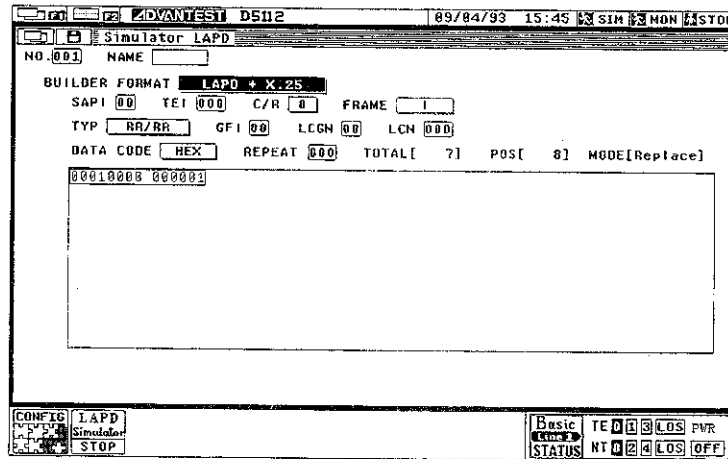 F1 F2 ADVANTEST D5112 09/04/93 15:45 SIM MON STO
Simulator LAPD
NO.001 NAME
BUILDER FORMAT LAPD + X.25
SAPI 00 TEI 000 C/R 0 FRAME I
TYP RR/RR GFI 00 LCGN 00 LCN 000
DATA CODE HEX REPEAT 000 TOTAL[ 7] POS[ 8] MODE[Replace]
00010000 000001
CONFIG LAPD Simulator STOP
Basic Line 1 STATUS
TE 0 1 3 LOS PWR
NT 0 2 4 LOS OFF